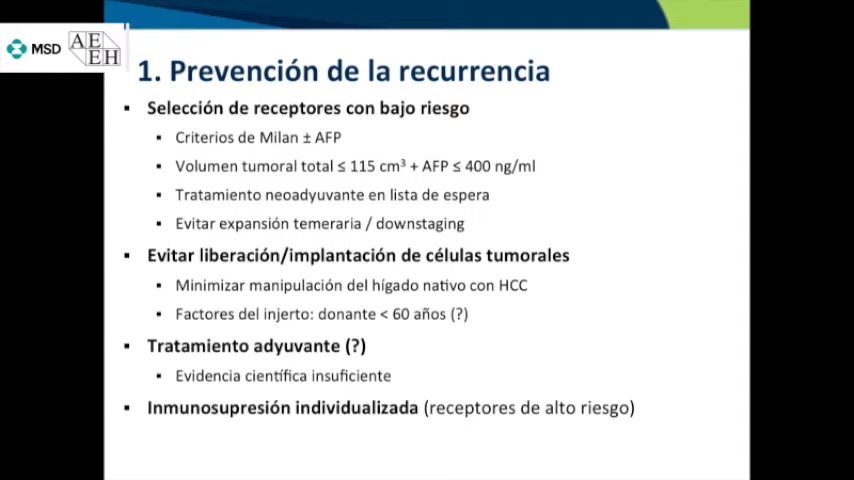 MSD
AE
EH
1. Prevención de la recurrencia
▪ Selección de receptores con bajo riesgo
▪ Criterios de Milan ± AFP
▪ Volumen tumoral total ≤ 115 cm³ + AFP ≤ 400 ng/ml
▪ Tratamiento neoadyuvante en lista de espera
▪ Evitar expansión temeraria / downstaging
▪ Evitar liberación/implantación de células tumorales
▪ Minimizar manipulación del hígado nativo con HCC
▪ Factores del injerto: donante < 60 años (?)
▪ Tratamiento adyuvante (?)
▪ Evidencia científica insuficiente
▪ Inmunosupresión individualizada (receptores de alto riesgo)